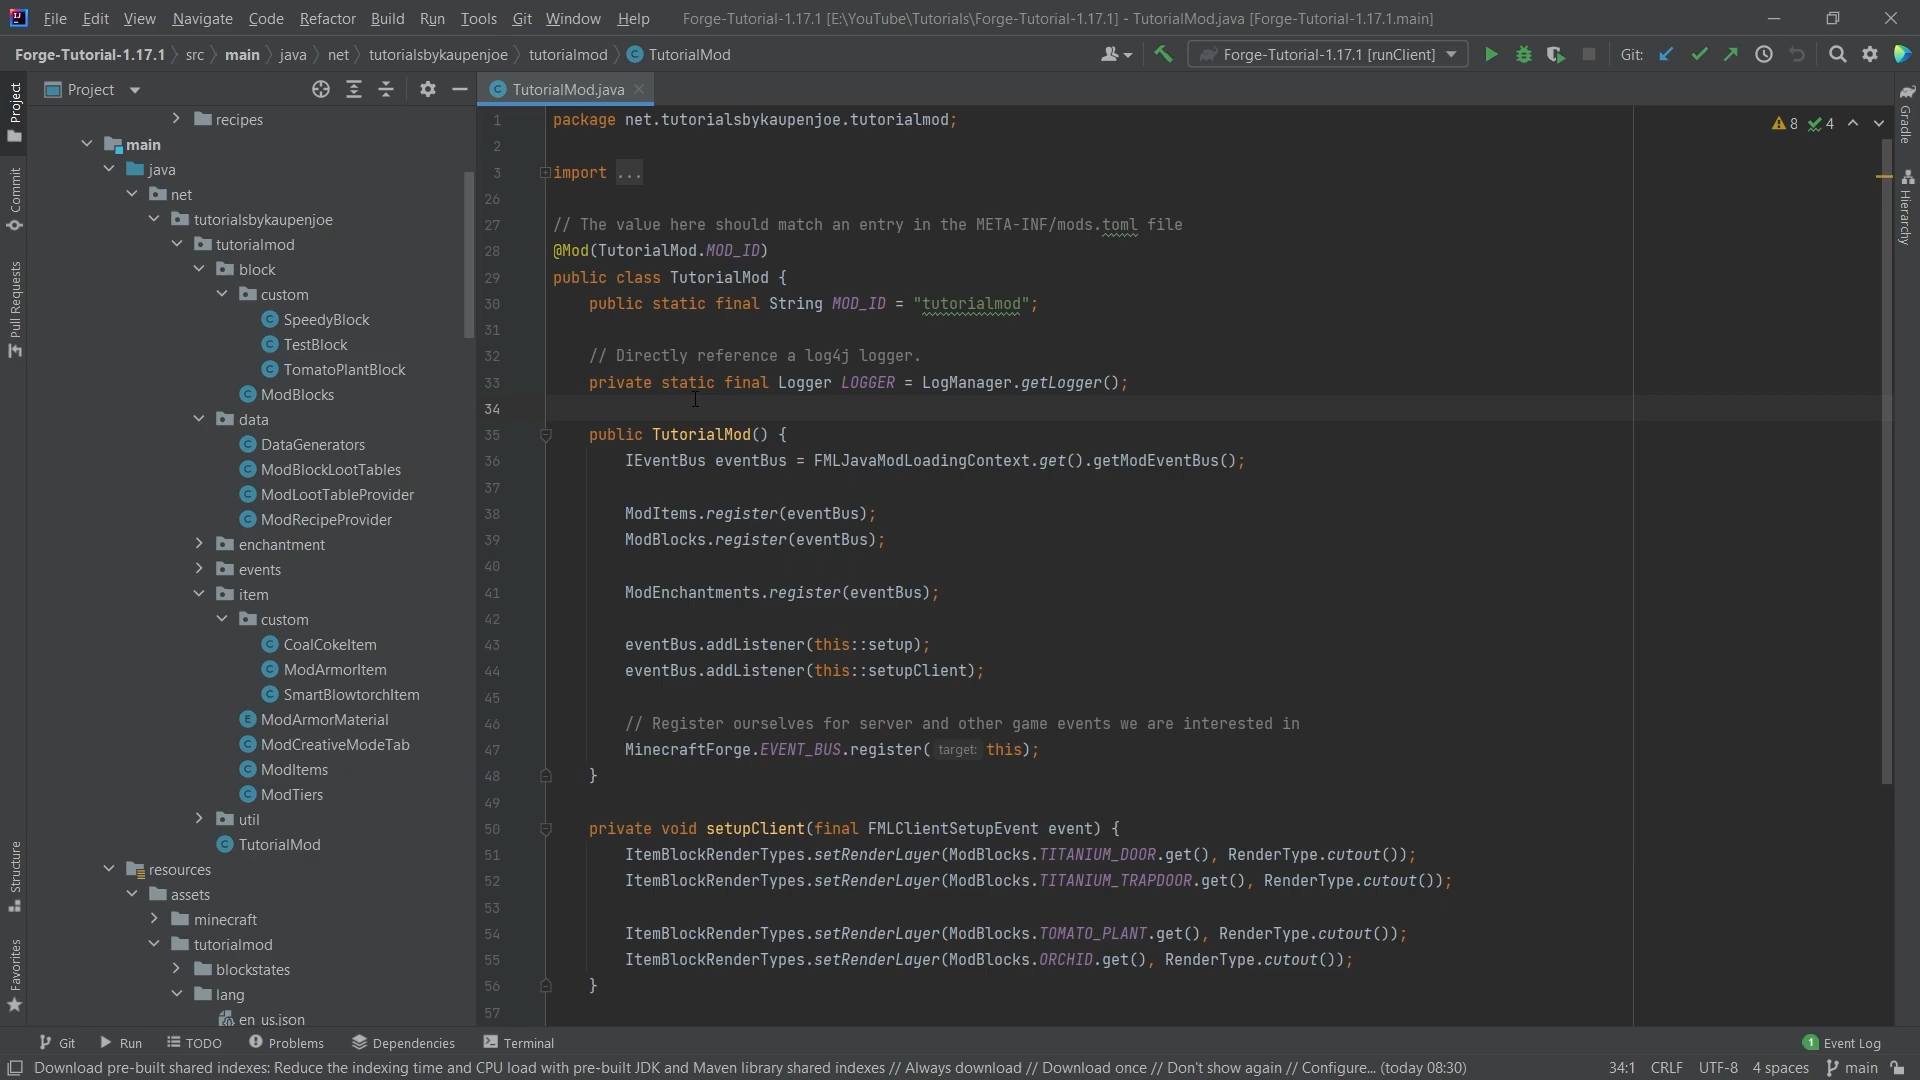 File Edit View Navigate Code Refactor Build Run Tools Git Window Help Forge-Tutorial-1.17.1 [E:\YouTube\Tutorials\Forge-Tutorial-1.17.1] - TutorialMod.java [Forge-Tutorial-1.17.1.main]
Forge-Tutorial-1.17.1 src main java net tutorialsbykaupenjoe tutorialmod TutorialMod
Forge-Tutorial-1.17.1 [runClient] Git:
Project
Commit
Pull Requests
Structure
Favorites
Project
recipes
main
java
net
tutorialsbykaupenjoe
tutorialmod
block
custom
SpeedyBlock
TestBlock
TomatoPlantBlock
ModBlocks
data
DataGenerators
ModBlockLootTables
ModLootTableProvider
ModRecipeProvider
enchantment
events
item
custom
CoalCokeItem
ModArmorItem
SmartBlowtorchItem
ModArmorMaterial
ModCreativeModeTab
ModItems
ModTiers
util
TutorialMod
resources
assets
minecraft
tutorialmod
blockstates
lang
en_us.json
TutorialMod.java
8 4
1 package net.tutorialsbykaupenjoe.tutorialmod;
2
3 import ...
26
27 // The value here should match an entry in the META-INF/mods.toml file
28 @Mod(TutorialMod.MOD_ID)
29 public class TutorialMod {
30 public static final String MOD_ID = "tutorialmod";
31
32 // Directly reference a log4j logger.
33 private static final Logger LOGGER = LogManager.getLogger();
34
35 public TutorialMod() {
36 IEventBus eventBus = FMLJavaModLoadingContext.get().getModEventBus();
37
38 ModItems.register(eventBus);
39 ModBlocks.register(eventBus);
40
41 ModEnchantments.register(eventBus);
42
43 eventBus.addListener(this::setup);
44 eventBus.addListener(this::setupClient);
45
46 // Register ourselves for server and other game events we are interested in
47 MinecraftForge.EVENT_BUS.register( target: this);
48 }
49
50 private void setupClient(final FMLClientSetupEvent event) {
51 ItemBlockRenderTypes.setRenderLayer(ModBlocks.TITANIUM_DOOR.get(), RenderType.cutout());
52 ItemBlockRenderTypes.setRenderLayer(ModBlocks.TITANIUM_TRAPDOOR.get(), RenderType.cutout());
53
54 ItemBlockRenderTypes.setRenderLayer(ModBlocks.TOMATO_PLANT.get(), RenderType.cutout());
55 ItemBlockRenderTypes.setRenderLayer(ModBlocks.ORCHID.get(), RenderType.cutout());
56 }
57
Gradle
Hierarchy
Git Run TODO Problems Dependencies Terminal 1 Event Log
Download pre-built shared indexes: Reduce the indexing time and CPU load with pre-built JDK and Maven library shared indexes // Always download // Download once // Don't show again // Configure... (today 08:30) 34:1 CRLF UTF-8 4 spaces main